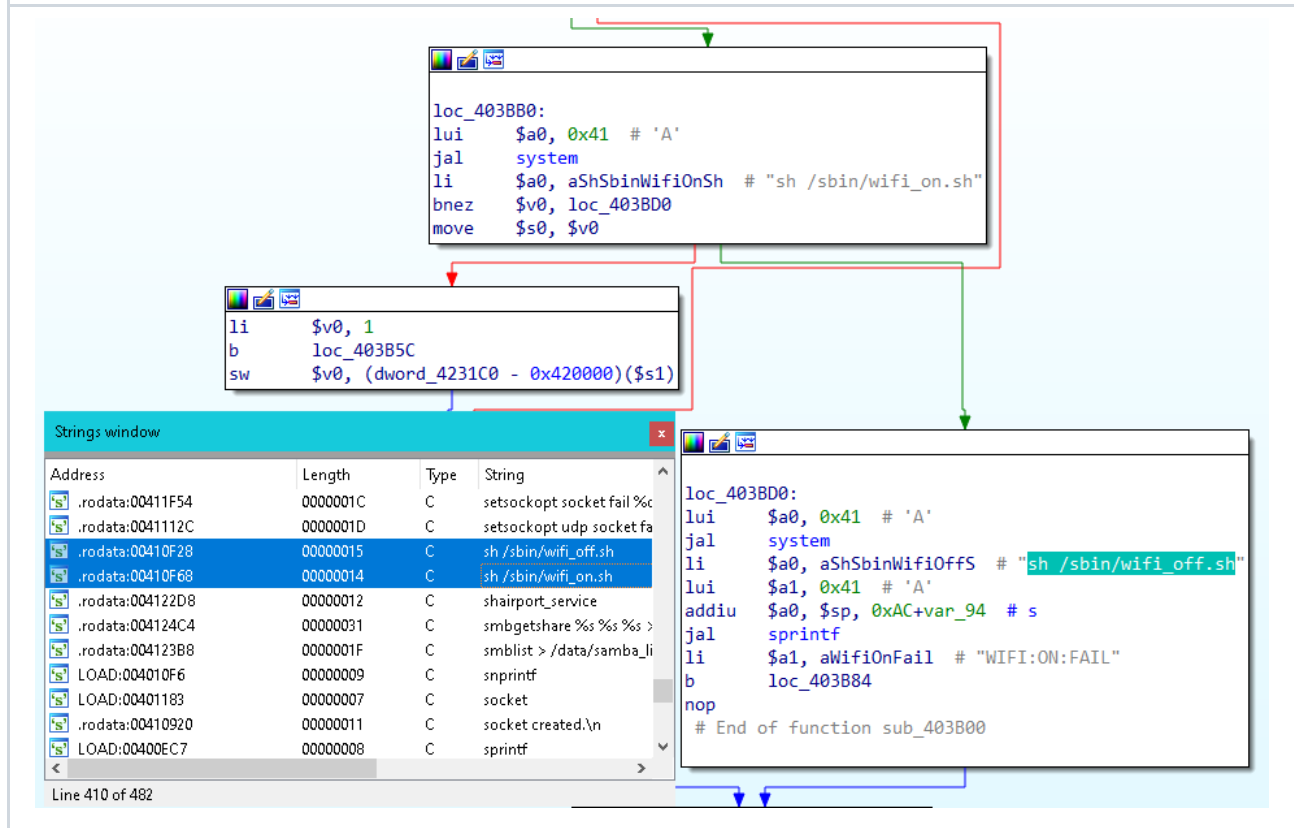 loc_403BB0:
lui $a0, 0x41 # 'A'
jal system
li $a0, aShSbinWifiOnSh # "sh /sbin/wifi_on.sh"
bnez $v0, loc_403BD0
move $s0, $v0
li $v0, 1
b loc_403B5C
sw $v0, (dword_4231C0 - 0x420000)($s1)
Strings window
x
Address Length Type String
's' .rodata:00411F54 0000001C C setsockopt socket fail %c
's' .rodata:0041112C 0000001D C setsockopt udp socket fa
's' .rodata:00410F28 00000015 C sh /sbin/wifi_off.sh
's' .rodata:00410F68 00000014 C sh /sbin/wifi_on.sh
's' .rodata:004122D8 00000012 C shairport_service
's' .rodata:004124C4 00000031 C smbgetshare %s %s %s >
's' .rodata:004123B8 0000001F C smblist > /data/samba_li
's' LOAD:004010F6 00000009 C snprintf
's' LOAD:00401183 00000007 C socket
's' .rodata:00410920 00000011 C socket created.\n
's' LOAD:00400EC7 00000008 C sprintf
Line 410 of 482
loc_403BD0:
lui $a0, 0x41 # 'A'
jal system
li $a0, aShSbinWifiOffS # "sh /sbin/wifi_off.sh"
lui $a1, 0x41 # 'A'
addiu $a0, $sp, 0xAC+var_94 # s
jal sprintf
li $a1, aWifiOnFail # "WIFI:ON:FAIL"
b loc_403B84
nop
# End of function sub_403B00